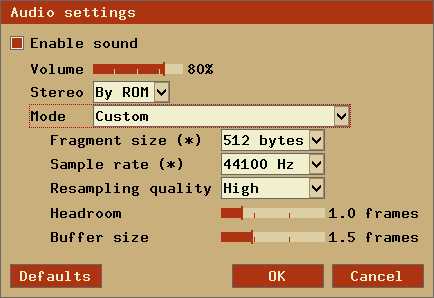 Audio settings
Enable sound
Volume 80%
Stereo By ROM
Mode Custom
Fragment size (*) 512 bytes
Sample rate (*) 44100 Hz
Resampling quality High
Headroom 1.0 frames
Buffer size 1.5 frames
Defaults OK Cancel